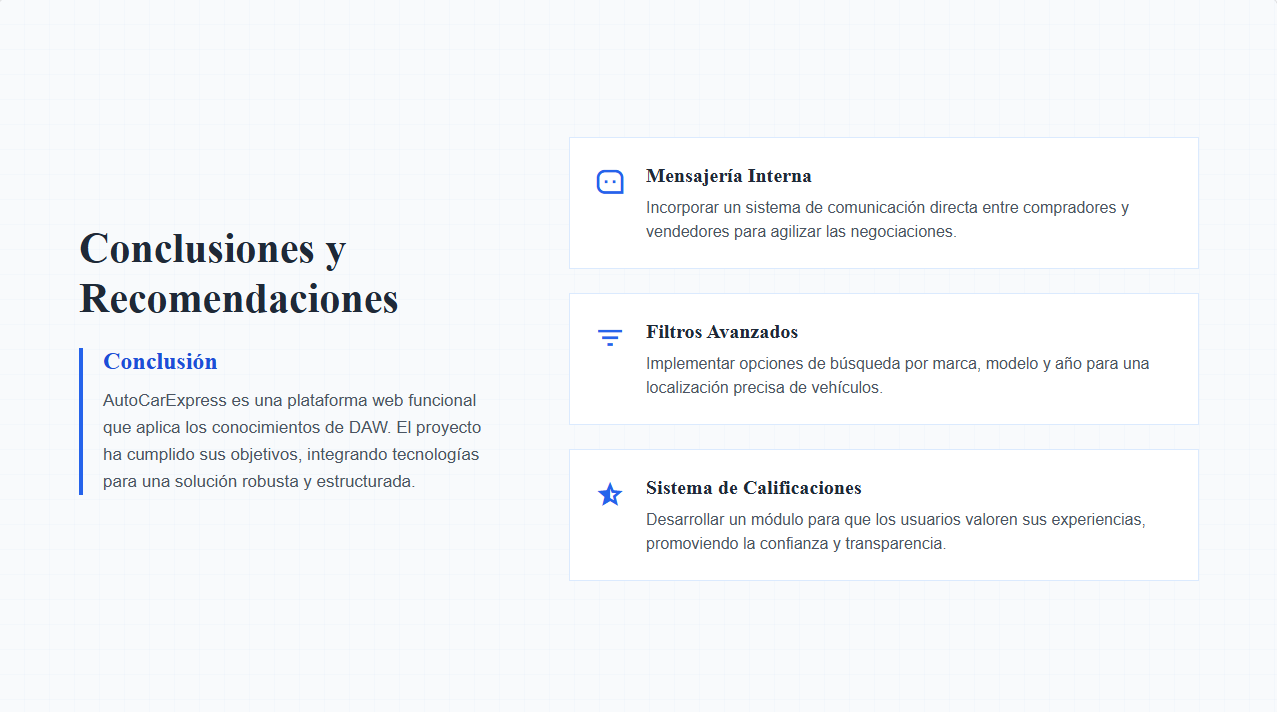 Conclusiones y
Recomendaciones
Conclusión
AutoCarExpress es una plataforma web funcional
que aplica los conocimientos de DAW. El proyecto
ha cumplido sus objetivos, integrando tecnologías
para una solución robusta y estructurada.
Mensajería Interna
Incorporar un sistema de comunicación directa entre compradores y
vendedores para agilizar las negociaciones.
Filtros Avanzados
Implementar opciones de búsqueda por marca, modelo y año para una
localización precisa de vehículos.
Sistema de Calificaciones
Desarrollar un módulo para que los usuarios valoren sus experiencias,
promoviendo la confianza y transparencia.